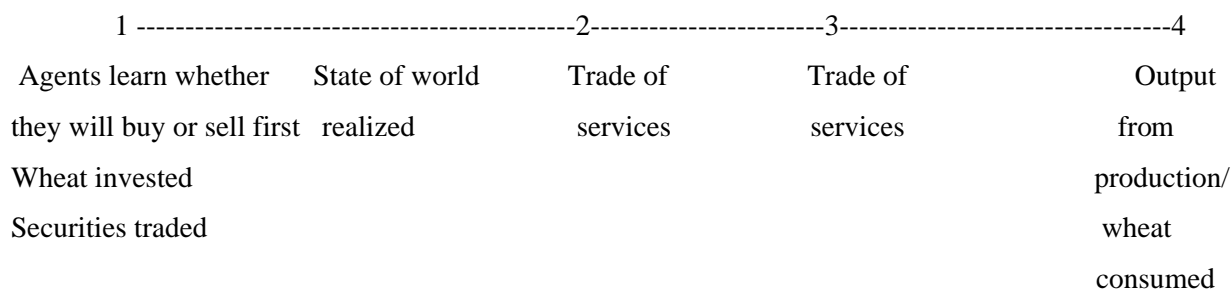 1 -------------------------------------------2-----------------------3---------------------------------4
Agents learn whether State of world Trade of Trade of Output
they will buy or sell first realized services services from
Wheat invested production/
Securities traded wheat
consumed